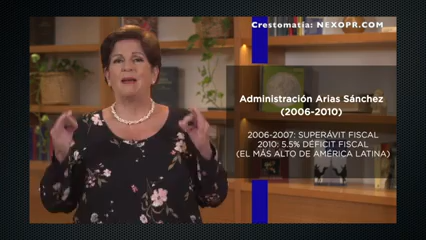 Crestomatia: NEXOPR.COM
Administración Arias Sánchez
(2006-2010)
2006-2007: SUPERÁVIT FISCAL
2010: 5.5% DÉFICIT FISCAL
(EL MÁS ALTO DE AMÉRICA LATINA)